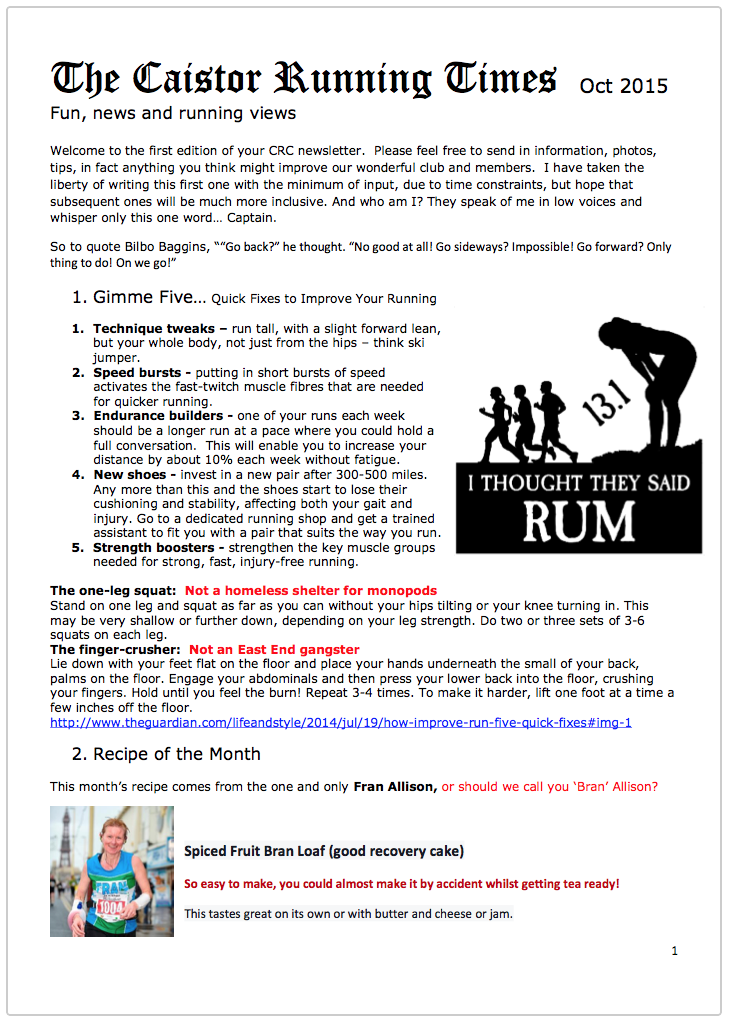 The Caistor Running Times Oct 2015
Fun, news and running views
Welcome to the first edition of your CRC newsletter.  Please feel free to send in information, photos,
tips, in fact anything you think might improve our wonderful club and members.  I have taken the
liberty of writing this first one with the minimum of input, due to time constraints, but hope that
subsequent ones will be much more inclusive. And who am I? They speak of me in low voices and
whisper only this one word… Captain.
So to quote Bilbo Baggins, "“Go back?” he thought. “No good at all! Go sideways? Impossible! Go forward? Only
thing to do! On we go!”
1. Gimme Five… Quick Fixes to Improve Your Running
1. Technique tweaks – run tall, with a slight forward lean,
but your whole body, not just from the hips – think ski
jumper.
2. Speed bursts - putting in short bursts of speed
activates the fast-twitch muscle fibres that are needed
for quicker running.
3. Endurance builders - one of your runs each week
should be a longer run at a pace where you could hold a
full conversation.  This will enable you to increase your
distance by about 10% each week without fatigue.
4. New shoes - invest in a new pair after 300-500 miles.
Any more than this and the shoes start to lose their
cushioning and stability, affecting both your gait and
injury. Go to a dedicated running shop and get a trained
assistant to fit you with a pair that suits the way you run.
5. Strength boosters - strengthen the key muscle groups
needed for strong, fast, injury-free running.
13.1
I THOUGHT THEY SAID
RUM
The one-leg squat:  Not a homeless shelter for monopods
Stand on one leg and squat as far as you can without your hips tilting or your knee turning in. This
may be very shallow or further down, depending on your leg strength. Do two or three sets of 3-6
squats on each leg.
The finger-crusher:  Not an East End gangster
Lie down with your feet flat on the floor and place your hands underneath the small of your back,
palms on the floor. Engage your abdominals and then press your lower back into the floor, crushing
your fingers. Hold until you feel the burn! Repeat 3-4 times. To make it harder, lift one foot at a time a
few inches off the floor.
http://www.theguardian.com/lifeandstyle/2014/jul/19/how-improve-run-five-quick-fixes#img-1
2. Recipe of the Month
This month’s recipe comes from the one and only Fran Allison, or should we call you ‘Bran’ Allison?
FRAN
1004
Spiced Fruit Bran Loaf (good recovery cake)
So easy to make, you could almost make it by accident whilst getting tea ready!
This tastes great on its own or with butter and cheese or jam.
1